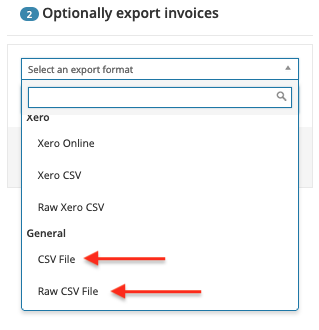 2 Optionally export invoices
Select an export format
Xero
Xero Online
Xero CSV
Raw Xero CSV
General
CSV File
Raw CSV File